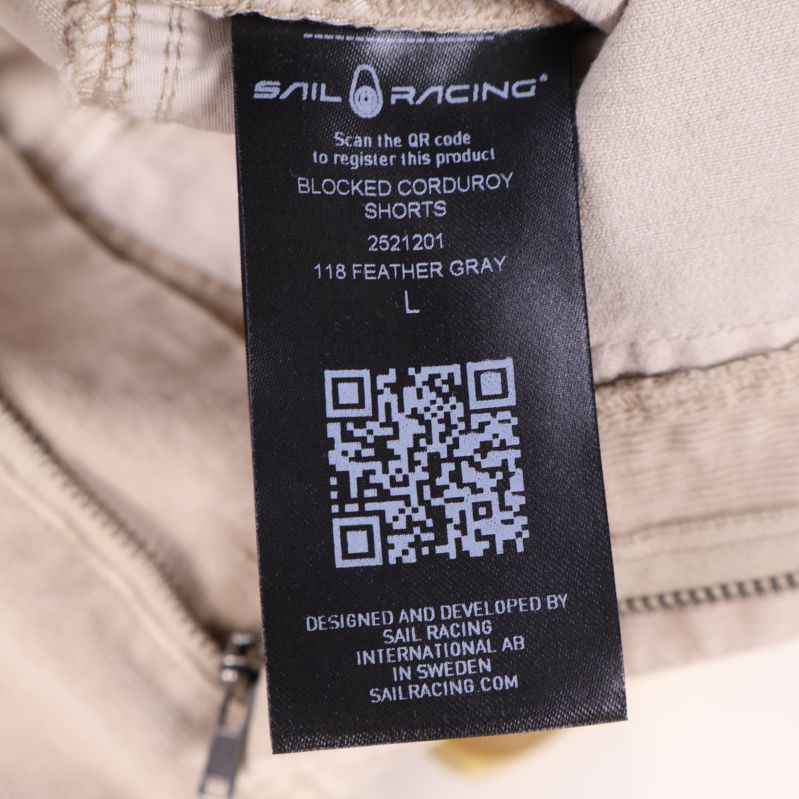 SAIL RACING®
Scan the QR code
to register this product
BLOCKED CORDUROY
SHORTS
2521201
118 FEATHER GRAY
L
DESIGNED AND DEVELOPED BY
SAIL RACING
INTERNATIONAL AB
IN SWEDEN
SAILRACING.COM